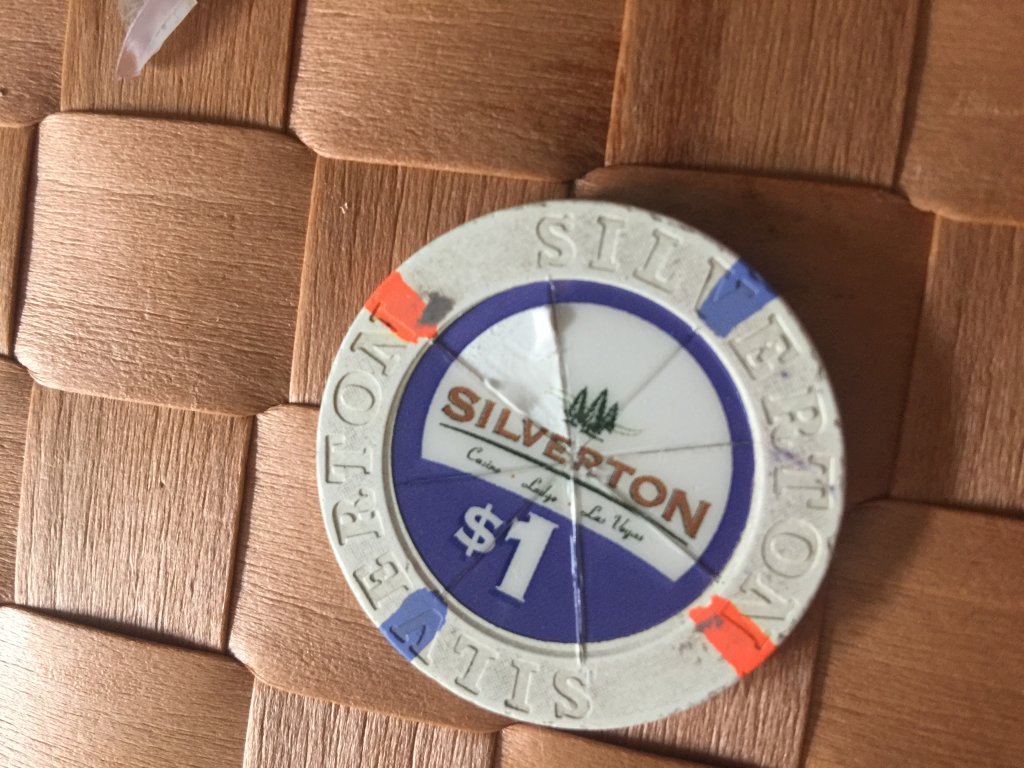 SILVERTON
SILVERTON
Casino . Lodge . Las Vegas
$1
SILVERTON